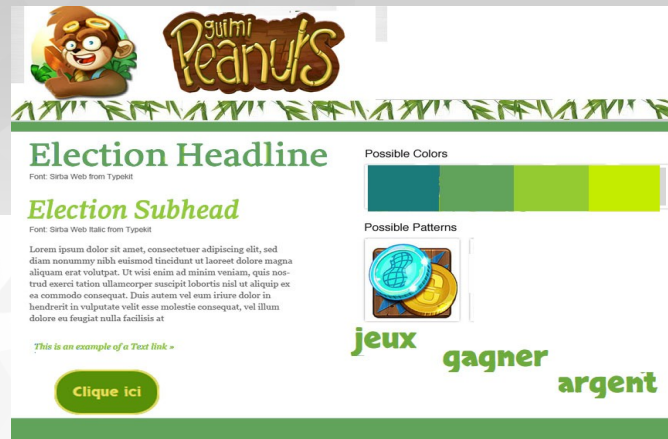 guimi
Peanuts
Election Headline
Font: Sirba Web from Typekit
Election Subhead
Font: Sirba Web Italic from Typekit
Lorem ipsum dolor sit amet, consectetuer adipiscing elit, sed
diam nonummy nibh euismod tincidunt ut laoreet dolore magna
aliquam erat volutpat. Ut wisi enim ad minim veniam, quis nos-
trud exerci tation ullamcorper suscipit lobortis nisl ut aliquip ex
ea commodo consequat. Duis autem vel eum iriure dolor in
hendrerit in vulputate velit esse molestie consequat, vel illum
dolore eu feugiat nulla facilisis at
This is an example of a Text link »
Clique ici
Possible Colors
Possible Patterns
jeux
gagner
argent